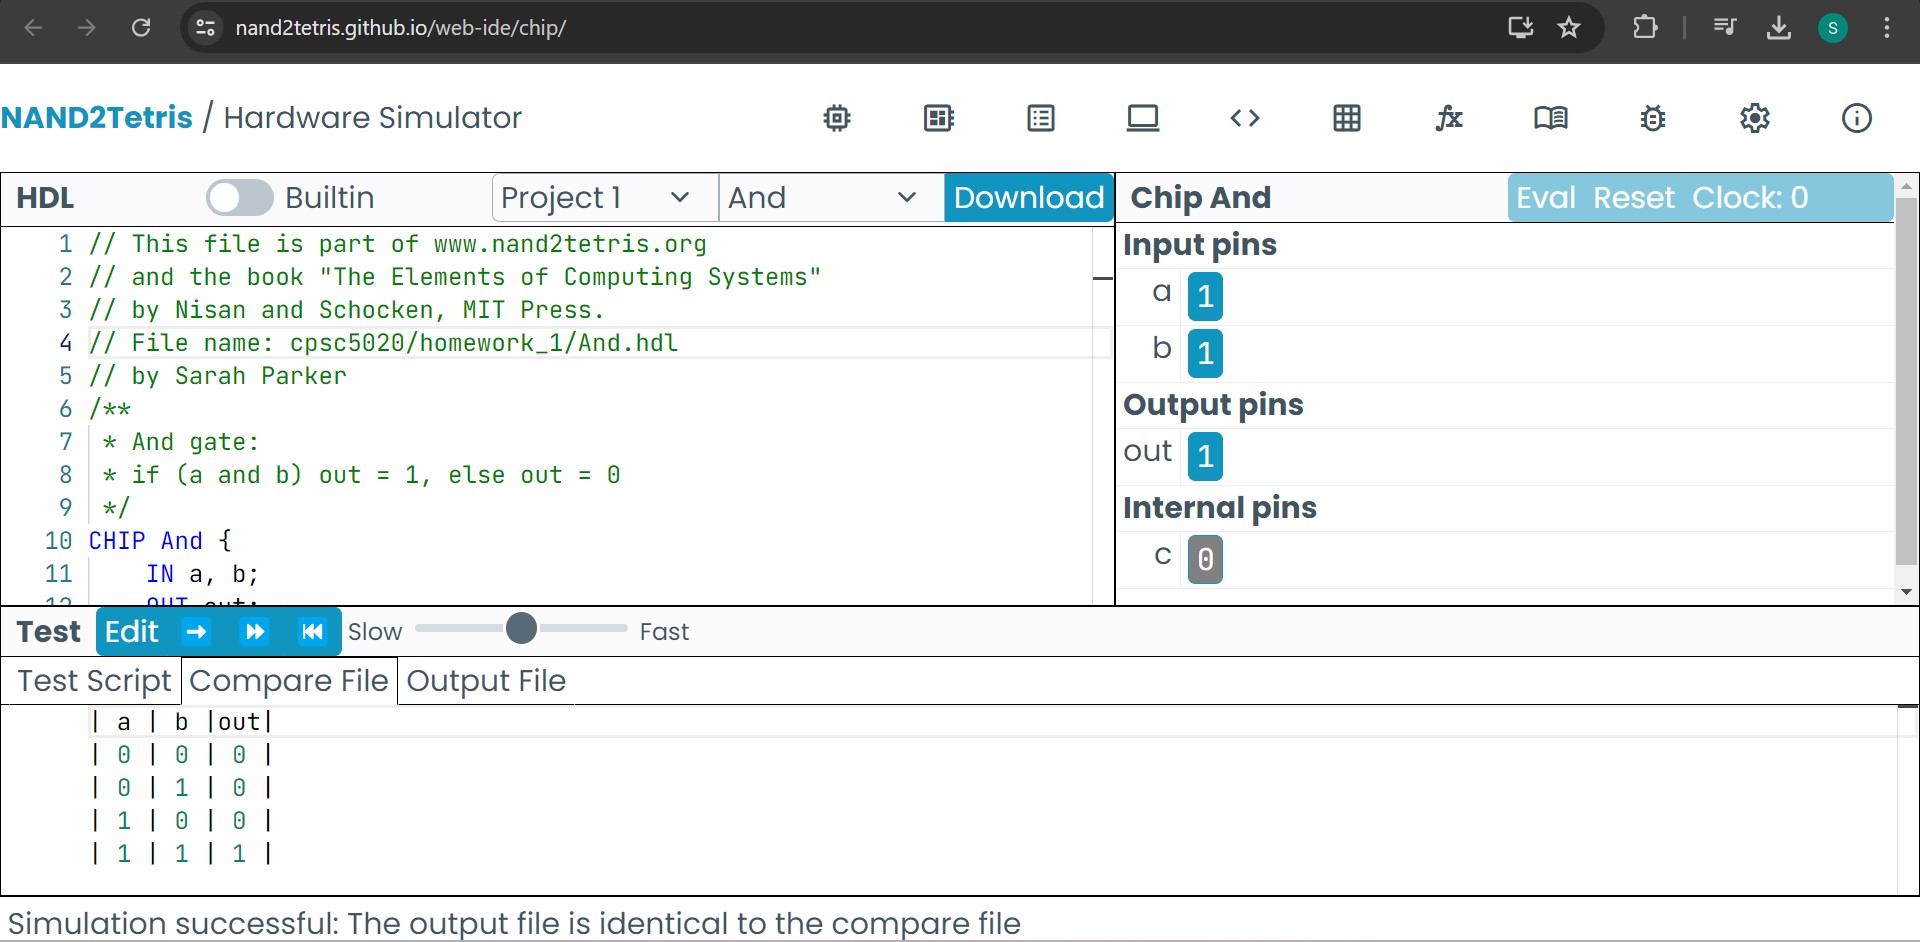 nand2tetris.github.io/web-ide/chip/
S
NAND2Tetris / Hardware Simulator
HDL Builtin Project 1 And Download
1 // This file is part of www.nand2tetris.org
2 // and the book "The Elements of Computing Systems"
3 // by Nisan and Schocken, MIT Press.
4 // File name: cpsc5020/homework_1/And.hdl
5 // by Sarah Parker
6 /**
7 * And gate:
8 * if (a and b) out = 1, else out = 0
9 */
10 CHIP And {
11 IN a, b;
12 OUT out;
Chip And Eval Reset Clock: 0
Input pins
a 1
b 1
Output pins
out 1
Internal pins
c 0
Test Edit Slow Fast
Test Script Compare File Output File
| a | b |out|
| 0 | 0 | 0 |
| 0 | 1 | 0 |
| 1 | 0 | 0 |
| 1 | 1 | 1 |
Simulation successful: The output file is identical to the compare file